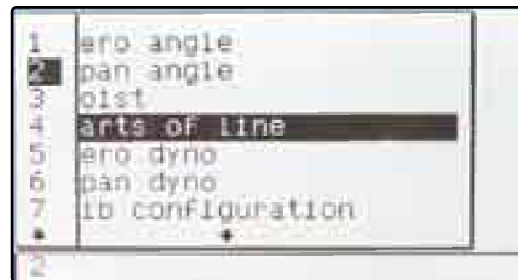 1 ero angle
2 pan angle
3 oist
4 arts of Line
5 ero dyno
6 pan dyno
7 ib configuration
2